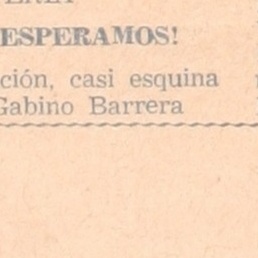 ESPERAMOS!
ción, casi esquina
Gabino Barrera